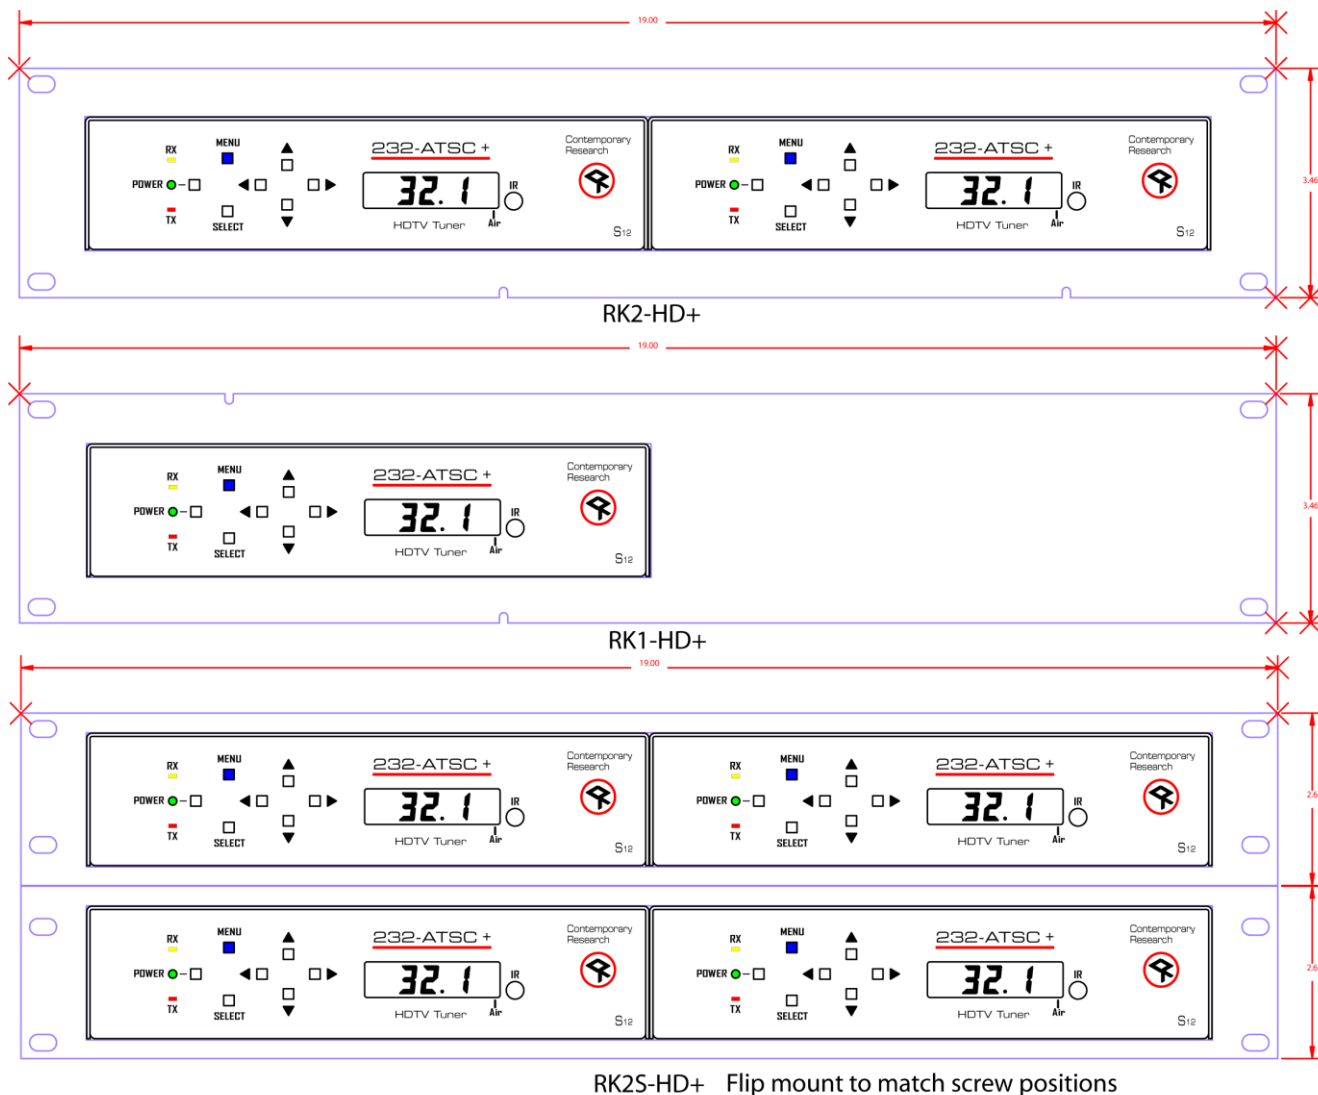 19.00
RX
MENU
232-ATSC +
Contemporary
Research
POWER
32.1
IR
TX
SELECT
HDTV Tuner
Air
S12
RX
MENU
232-ATSC +
Contemporary
Research
POWER
32.1
IR
TX
SELECT
HDTV Tuner
Air
S12
3.46
RK2-HD+
19.00
RX
MENU
232-ATSC +
Contemporary
Research
POWER
32.1
IR
TX
SELECT
HDTV Tuner
Air
S12
3.46
RK1-HD+
19.00
RX
MENU
232-ATSC +
Contemporary
Research
POWER
32.1
IR
TX
SELECT
HDTV Tuner
Air
S12
RX
MENU
232-ATSC +
Contemporary
Research
POWER
32.1
IR
TX
SELECT
HDTV Tuner
Air
S12
RX
MENU
232-ATSC +
Contemporary
Research
POWER
32.1
IR
TX
SELECT
HDTV Tuner
Air
S12
RX
MENU
232-ATSC +
Contemporary
Research
POWER
32.1
IR
TX
SELECT
HDTV Tuner
Air
S12
RK2S-HD+ Flip mount to match screw positions